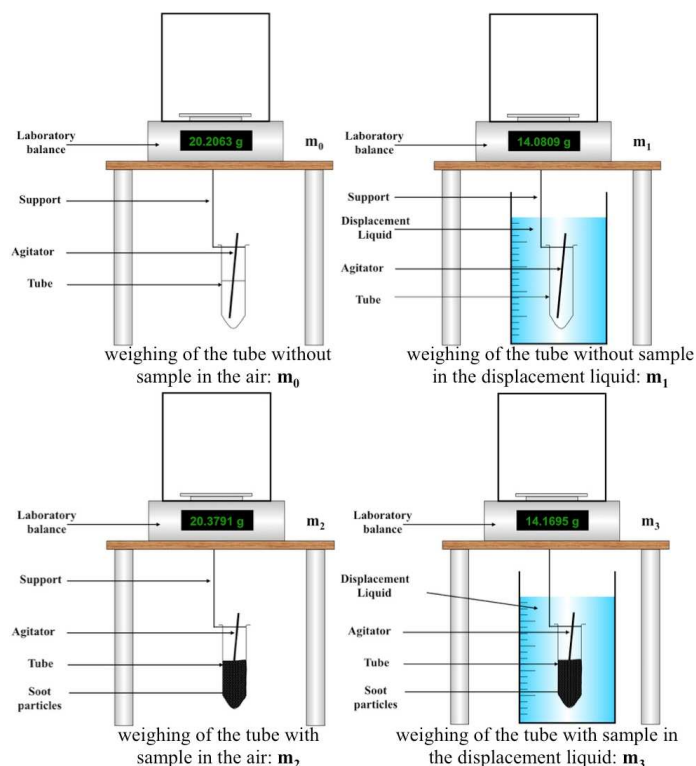 Laboratory
balance
20.2063 g
m0
Support
Agitator
Tube
weighing of the tube without
sample in the air: m0
Laboratory
balance
14.0809 g
m1
Support
Displacement
Liquid
Agitator
Tube
weighing of the tube without sample
in the displacement liquid: m1
Laboratory
balance
20.3791 g
m2
Support
Agitator
Tube
Soot
particles
weighing of the tube with
sample in the air: m2
Laboratory
balance
14.1695 g
m3
Displacement
Liquid
Agitator
Tube
Soot
particles
weighing of the tube with sample in
the displacement liquid: m3